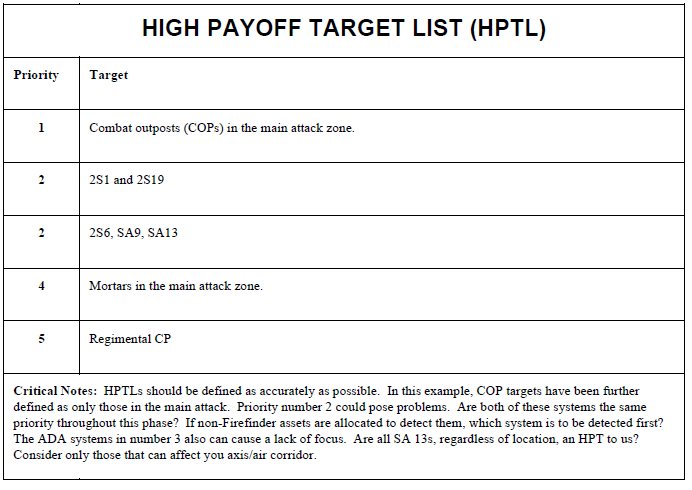 HIGH PAYOFF TARGET LIST (HPTL)
Priority Target
1 Combat outposts (COPs) in the main attack zone.
2 2S1 and 2S19
2 2S6, SA9, SA13
4 Mortars in the main attack zone.
5 Regimental CP
Critical Notes: HPTLs should be defined as accurately as possible. In this example, COP targets have been further
defined as only those in the main attack. Priority number 2 could pose problems. Are both of these systems the same
priority throughout this phase? If non-Firefinder assets are allocated to detect them, which system is to be detected first?
The ADA systems in number 3 also can cause a lack of focus. Are all SA 13s, regardless of location, an HPT to us?
Consider only those that can affect you axis/air corridor.